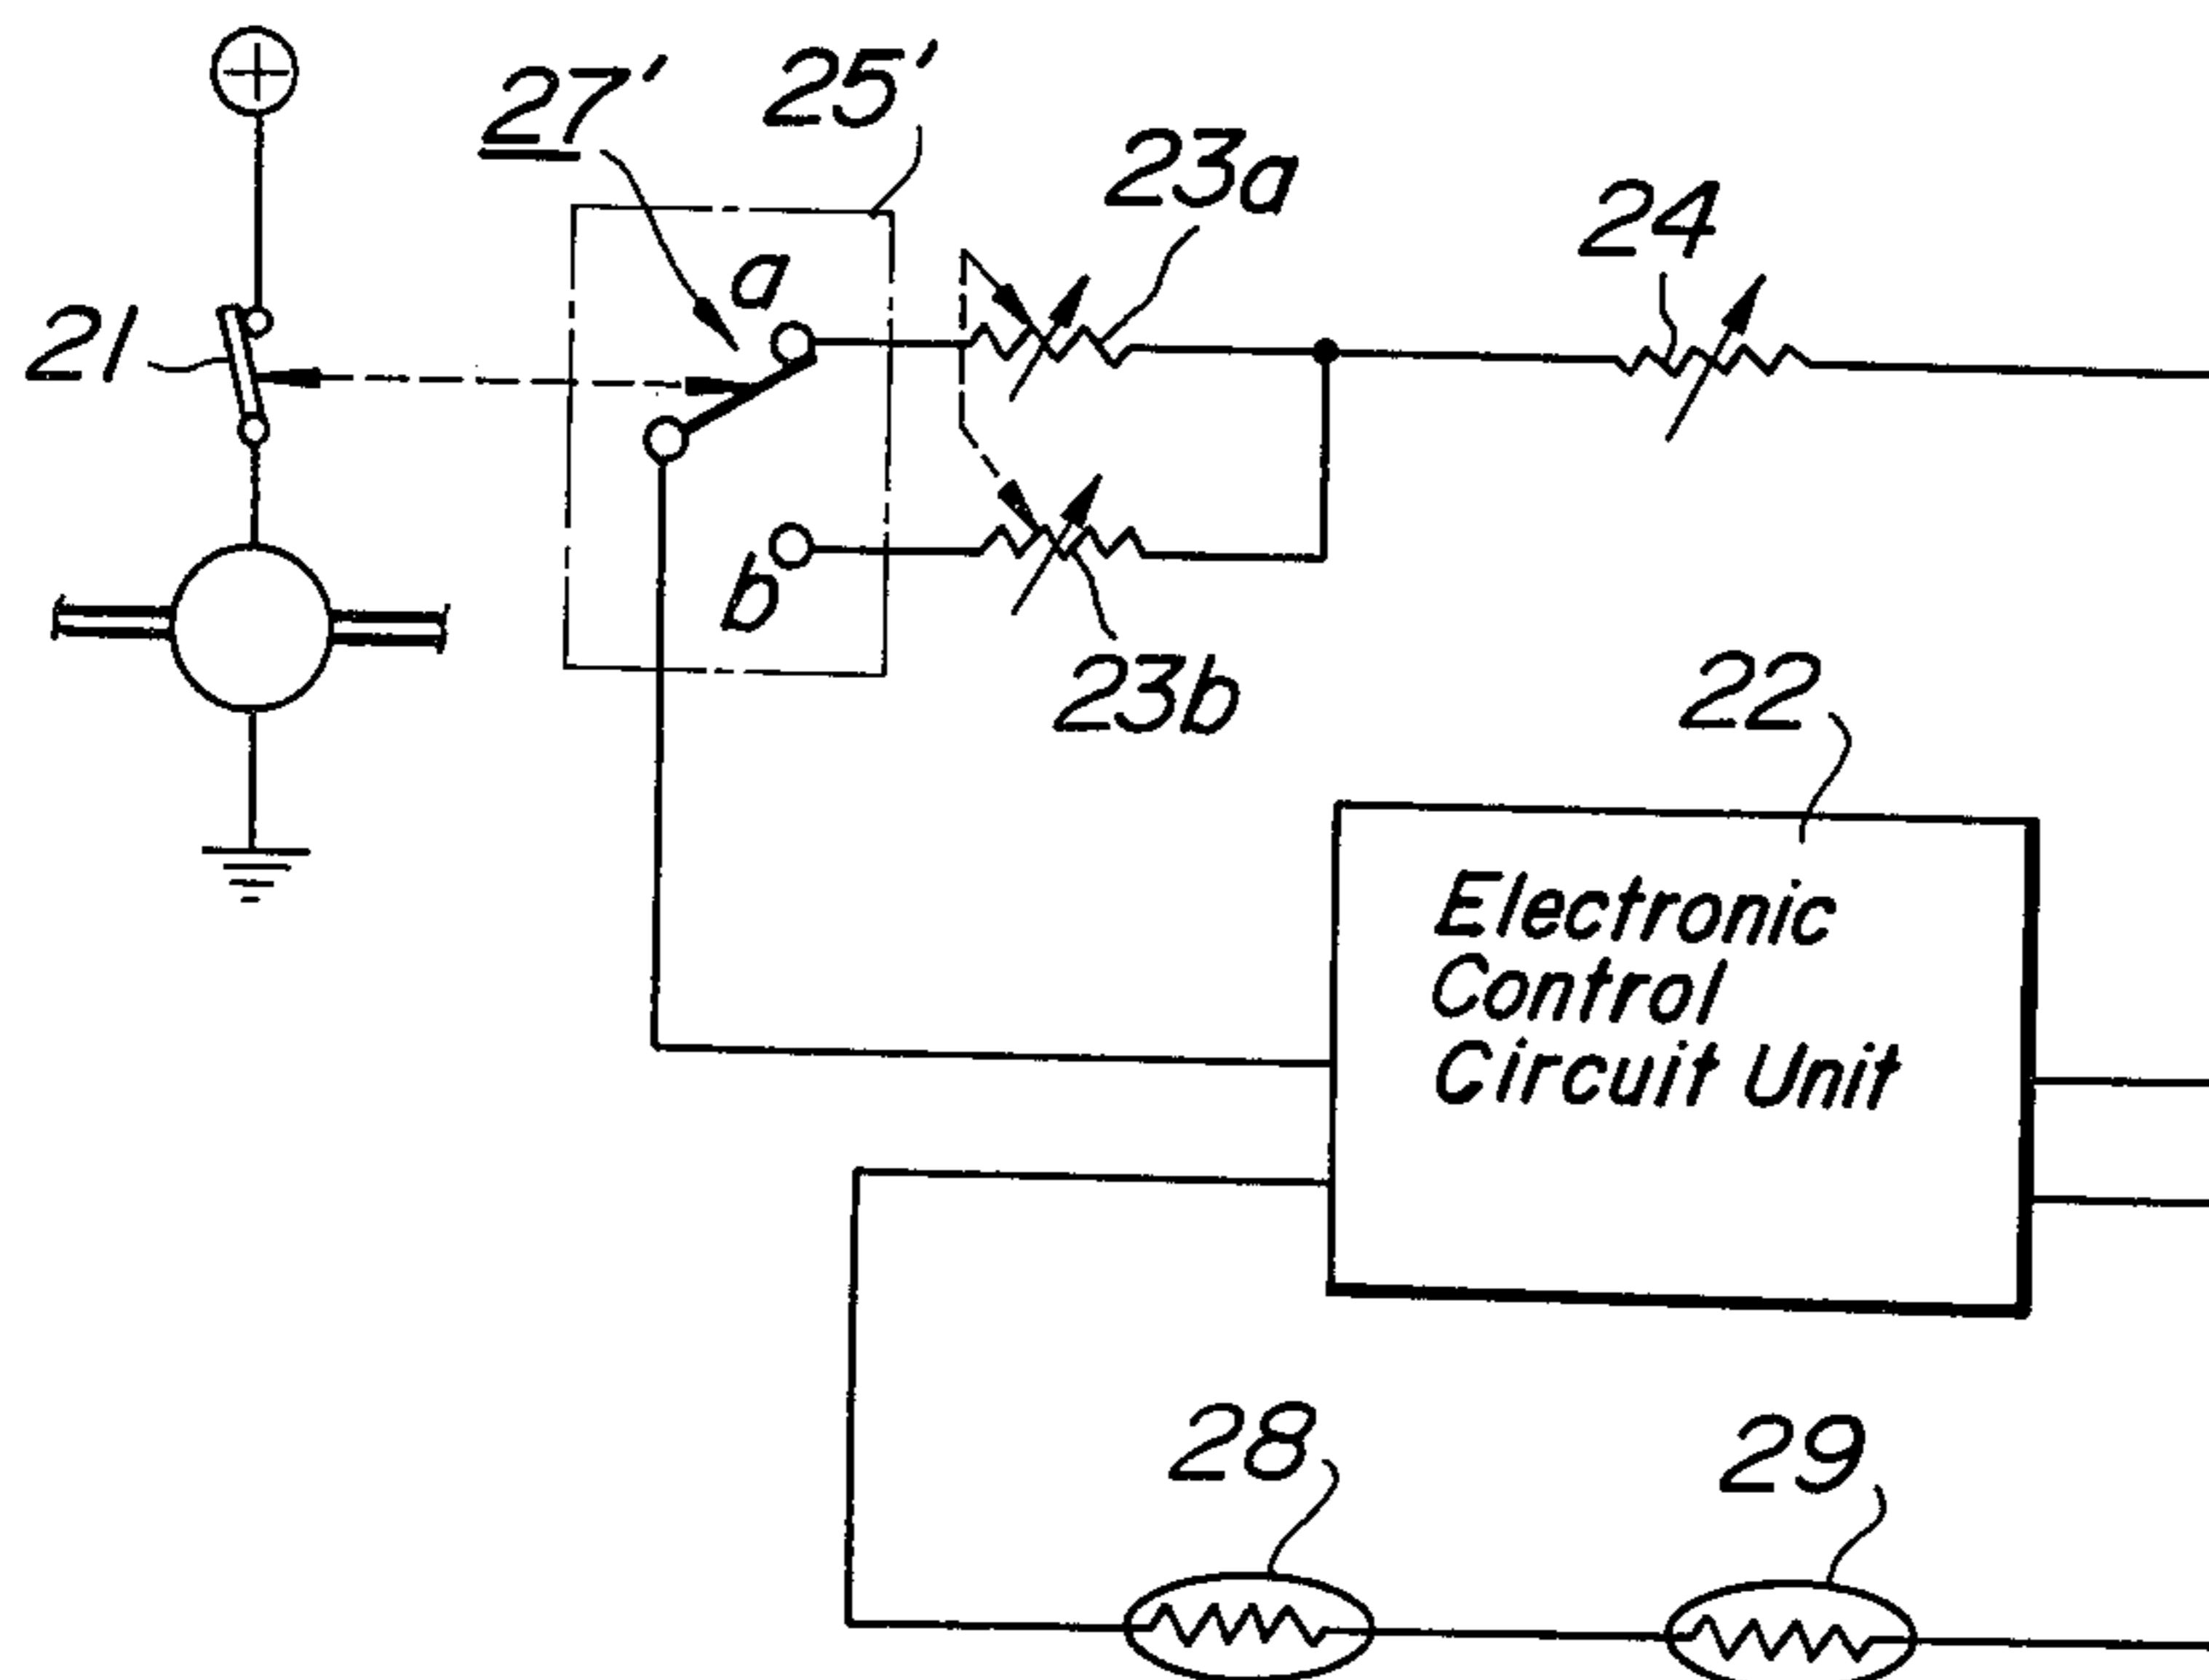 27'
25'
23a
24
21
a
b
23b
22
Electronic
Control
Circuit Unit
28
29